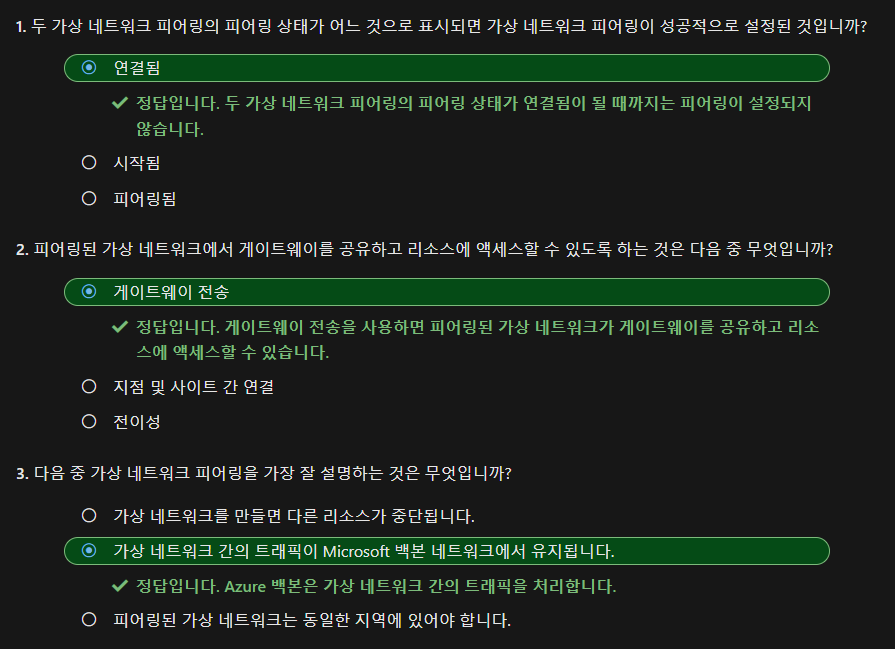 1. 두 가상 네트워크 피어링의 피어링 상태가 어느 것으로 표시되면 가상 네트워크 피어링이 성공적으로 설정된 것입니까?
연결됨
정답입니다. 두 가상 네트워크 피어링의 피어링 상태가 연결됨이 될 때까지는 피어링이 설정되지
않습니다.
시작됨
피어링됨
2. 피어링된 가상 네트워크에서 게이트웨이를 공유하고 리소스에 액세스할 수 있도록 하는 것은 다음 중 무엇입니까?
게이트웨이 전송
정답입니다. 게이트웨이 전송을 사용하면 피어링된 가상 네트워크가 게이트웨이를 공유하고 리소
스에 액세스할 수 있습니다.
지점 및 사이트 간 연결
전이성
3. 다음 중 가상 네트워크 피어링을 가장 잘 설명하는 것은 무엇입니까?
가상 네트워크를 만들면 다른 리소스가 중단됩니다.
가상 네트워크 간의 트래픽이 Microsoft 백본 네트워크에서 유지됩니다.
정답입니다. Azure 백본은 가상 네트워크 간의 트래픽을 처리합니다.
피어링된 가상 네트워크는 동일한 지역에 있어야 합니다.